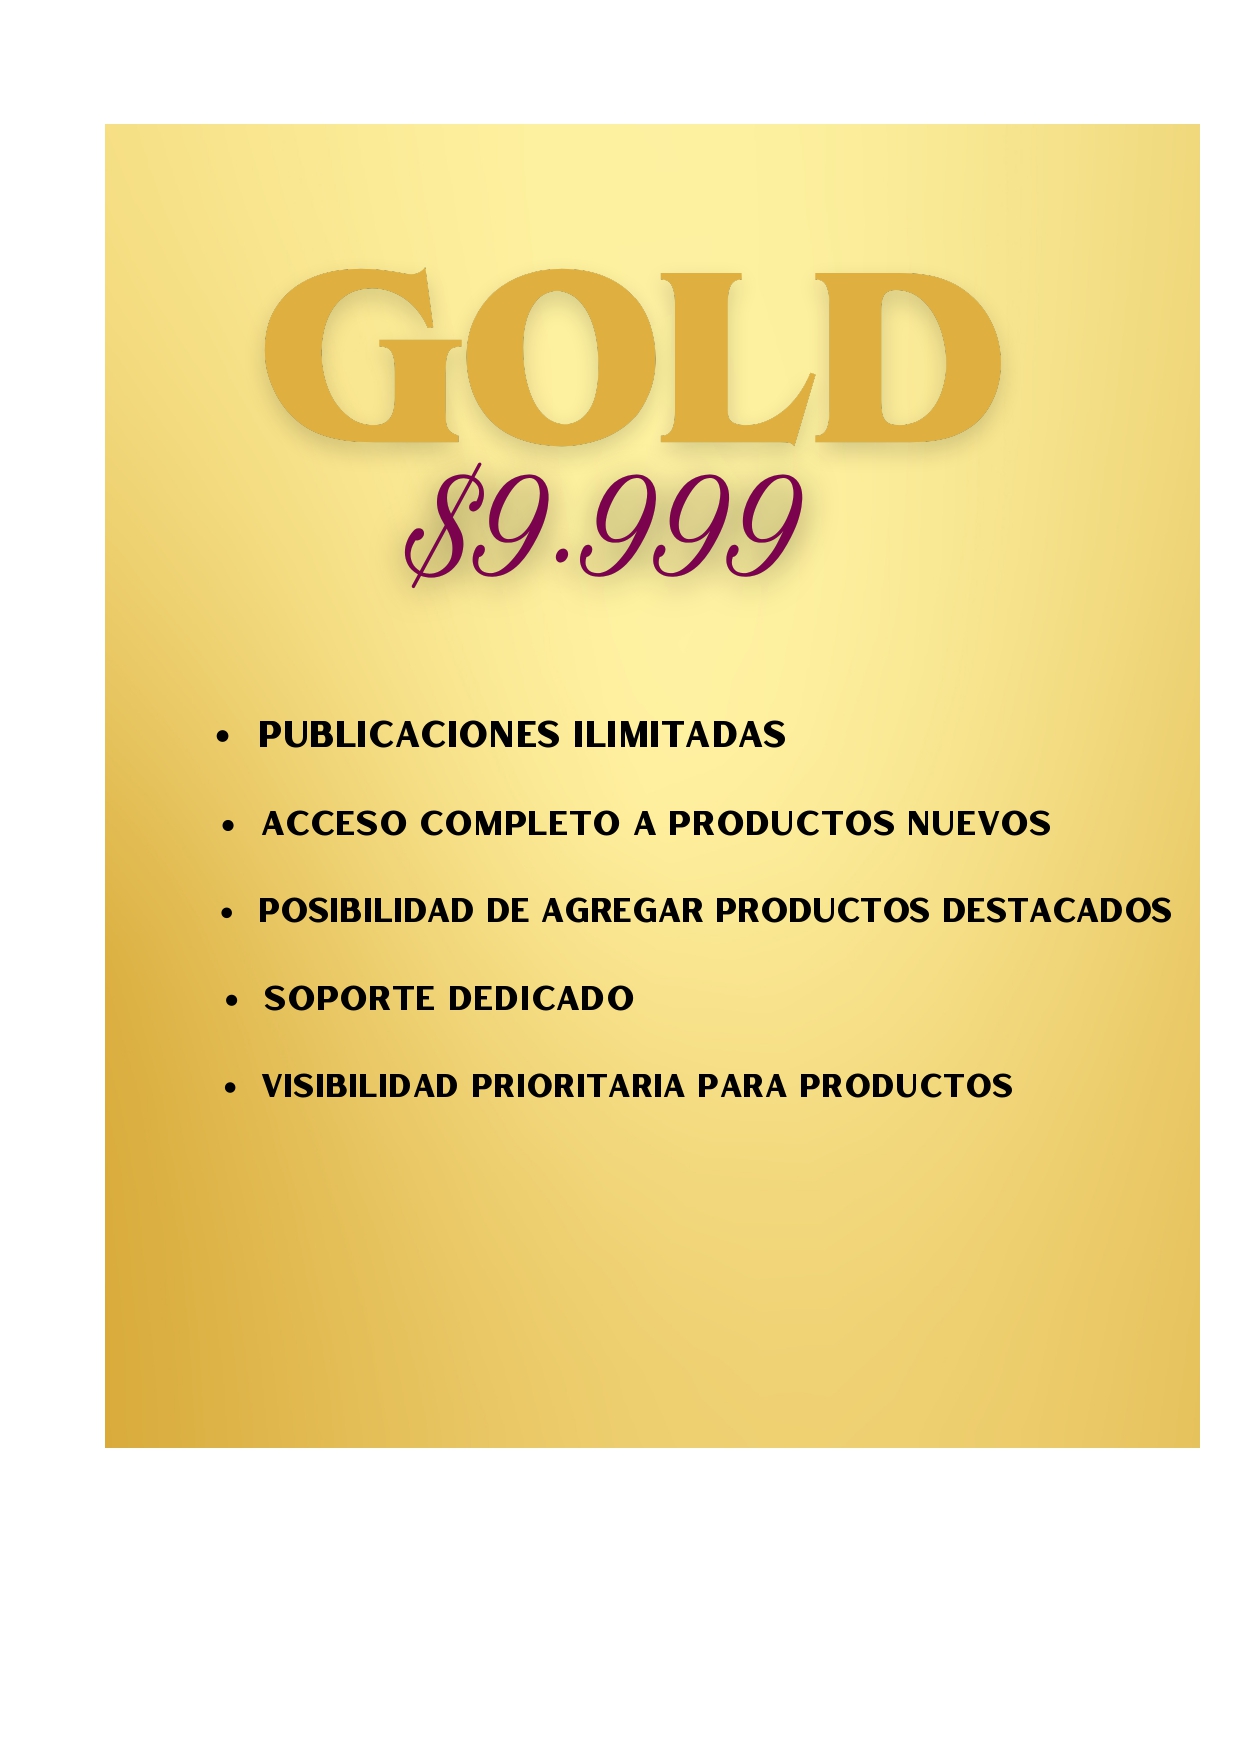 GOLD
$9.999
• PUBLICACIONES ILIMITADAS
• ACCESO COMPLETO A PRODUCTOS NUEVOS
• POSIBILIDAD DE AGREGAR PRODUCTOS DESTACADOS
• SOPORTE DEDICADO
• VISIBILIDAD PRIORITARIA PARA PRODUCTOS